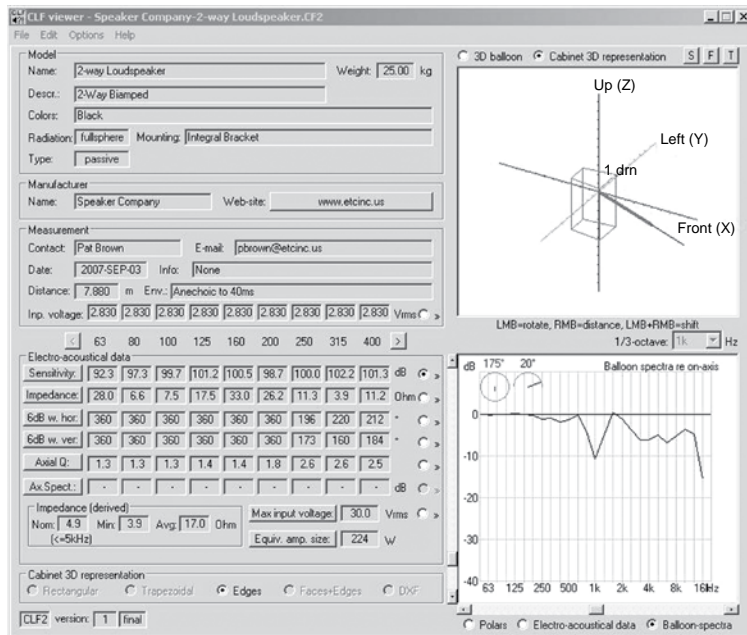 CLF viewer - Speaker Company-2-way Loudspeaker.CF2
File Edit Options Help
Model
Name: 2-way Loudspeaker Weight: 25.00 kg
Descr.: 2-Way Biamped
Colors: Black
Radiation: fullsphere Mounting: Integral Bracket
Type: passive
Manufacturer
Name: Speaker Company Web-site: www.etcinc.us
Measurement
Contact: Pat Brown E-mail: pbrown@etcinc.us
Date: 2007-SEP-03 Info: None
Distance: 7.880 m Env.: Anechoic to 40ms
Inp. voltage: 2.830 2.830 2.830 2.830 2.830 2.830 2.830 2.830 2.830 Vrms »
< 63 80 100 125 160 200 250 315 400 >
Electro-acoustical data
Sensitivity: 92.3 97.3 99.7 101.2 100.5 98.7 100.0 102.2 101.3 dB »
Impedance: 28.0 6.6 7.5 17.5 33.0 26.2 11.3 3.9 11.2 Ohm »
6dB w. hor: 360 360 360 360 360 360 196 220 212 ° »
6dB w. ver: 360 360 360 360 360 360 173 160 184 ° »
Axial Q: 1.3 1.3 1.3 1.4 1.4 1.8 2.6 2.6 2.5 »
Ax.Spect.: - - - - - - - - - dB »
Impedance (derived)
Nom: 4.9 Min: 3.9 Avg: 17.0 Ohm
(<=5kHz)
Max input voltage: 30.0 Vrms »
Equiv. amp. size: 224 W
Cabinet 3D representation
Rectangular Trapezoidal Edges Faces+Edges DXF
CLF2 version: 1 final
3D balloon Cabinet 3D representation S F T
Up (Z)
Left (Y)
1 drn
Front (X)
LMB=rotate, RMB=distance, LMB+RMB=shift
1/3-octave: 1k Hz
dB 175° 20° Balloon spectra re on-axis
0
-10
-20
-30
-40
63 125 250 500 1k 2k 4k 8k 16kHz
Polars Electro-acoustical data Balloon-spectra